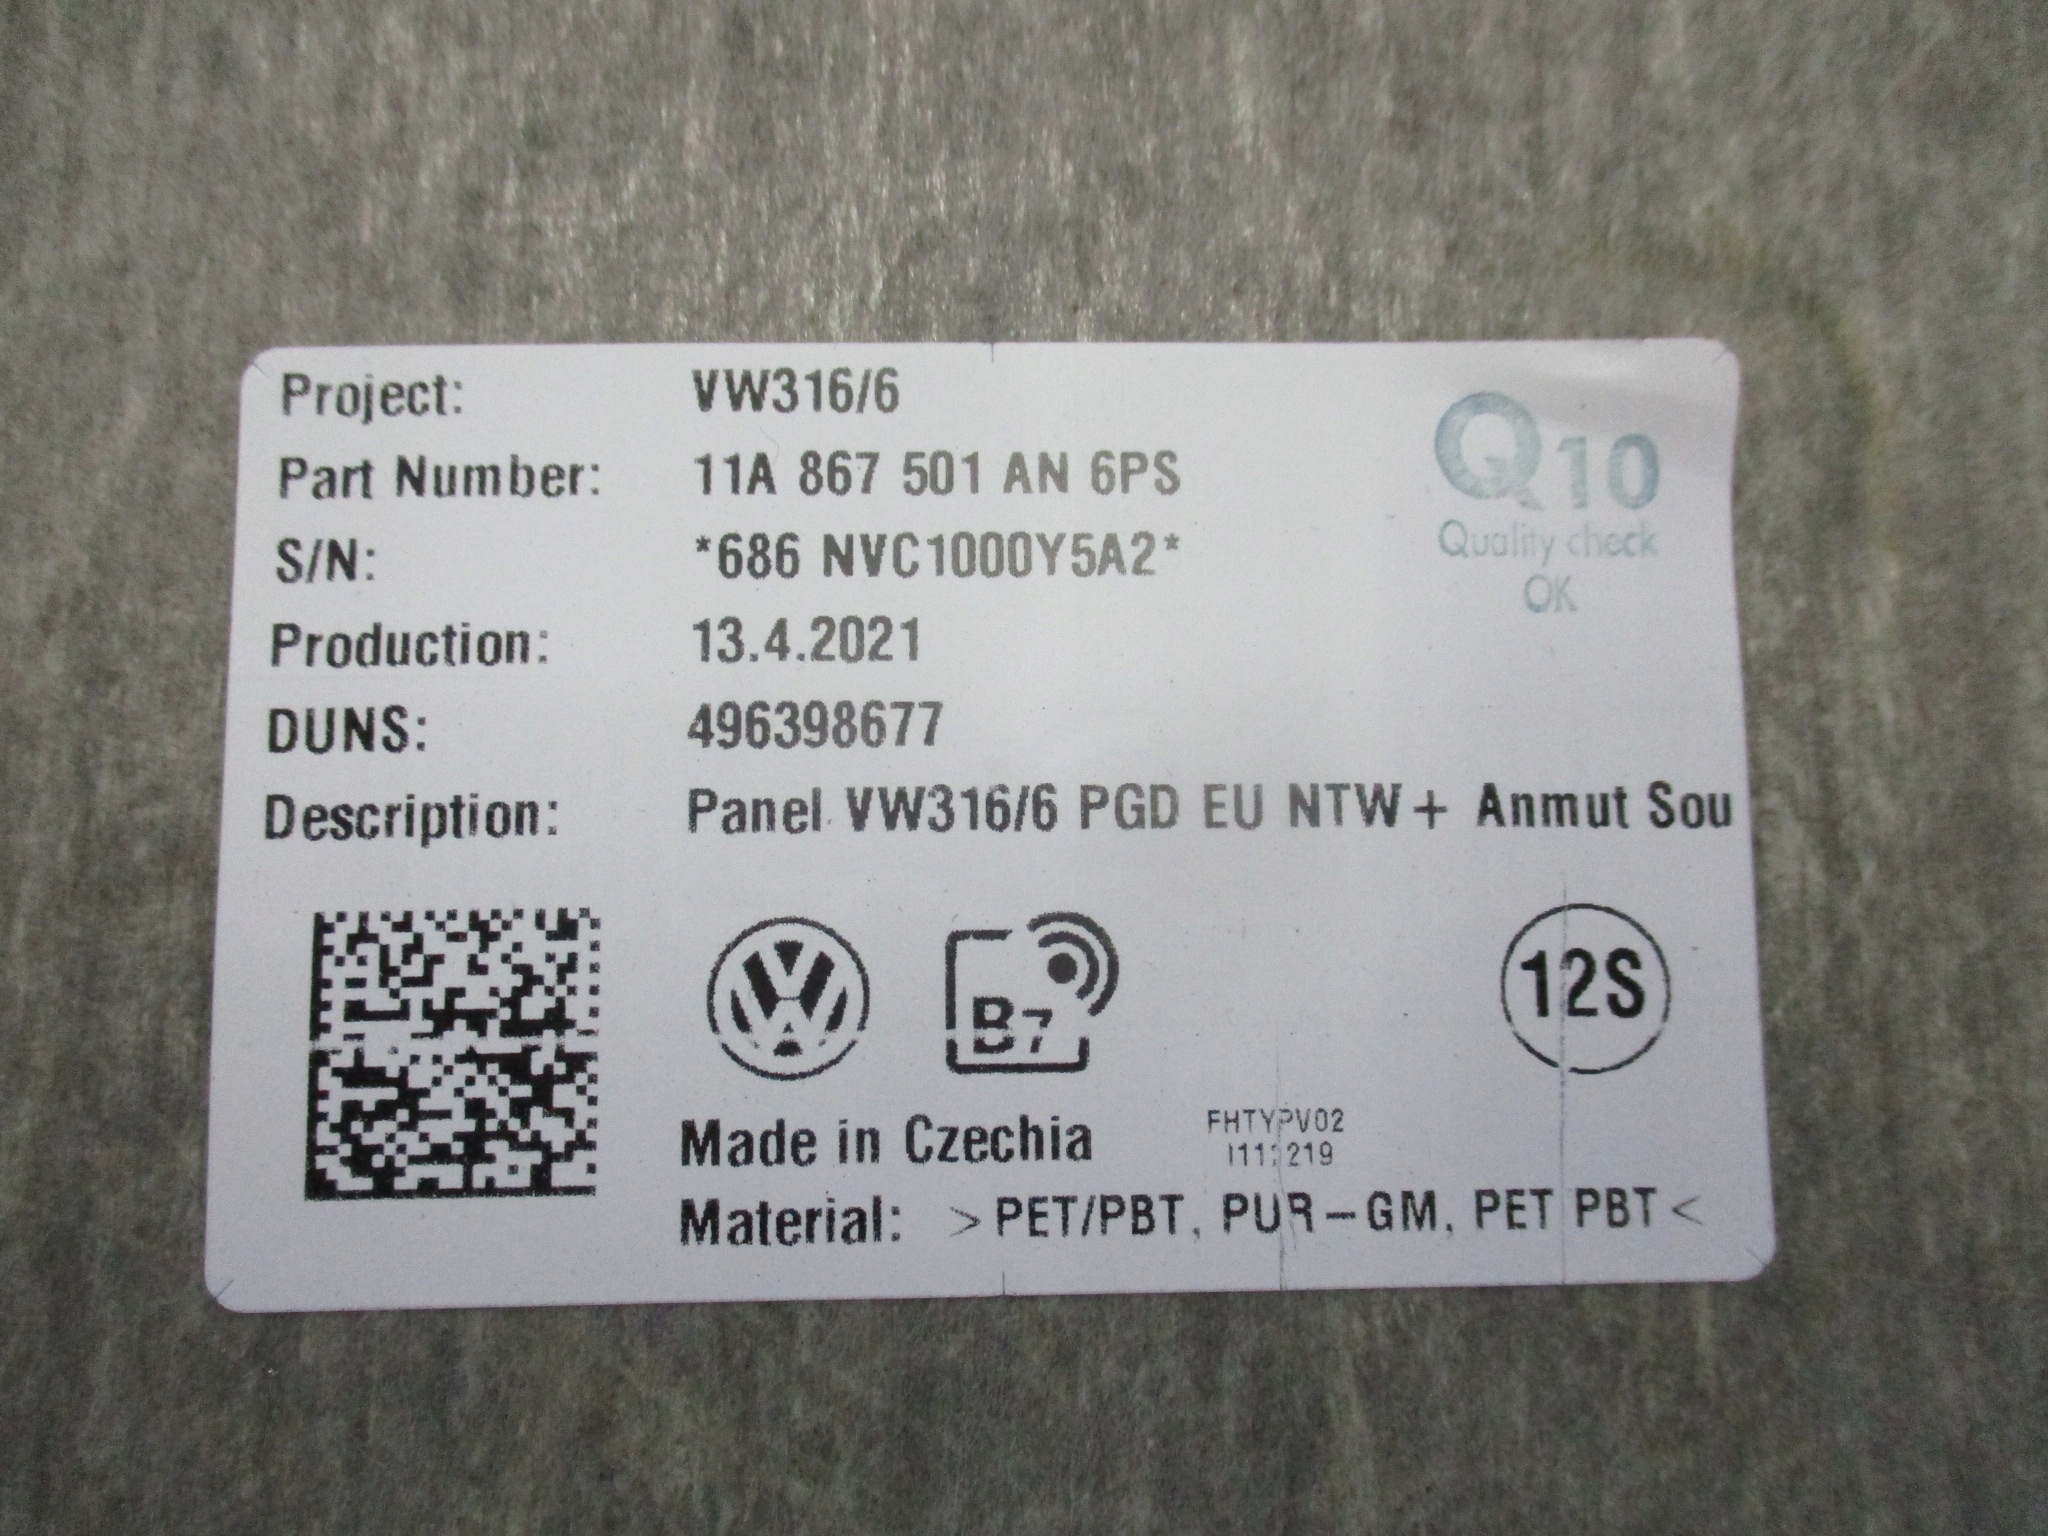 Project: VW316/6
Part Number: 11A 867 501 AN 6PS
S/N: *686 NVC1000Y5A2*
Production: 13.4.2021
DUNS: 496398677
Description: Panel VW316/6 PGD EU NTW+ Anmut Sou
Q10
Quality check
OK
VW
B7
12S
Made in Czechia
FHTYPV02
Material: >PET/PBT, PUR-GM, PET PBT<